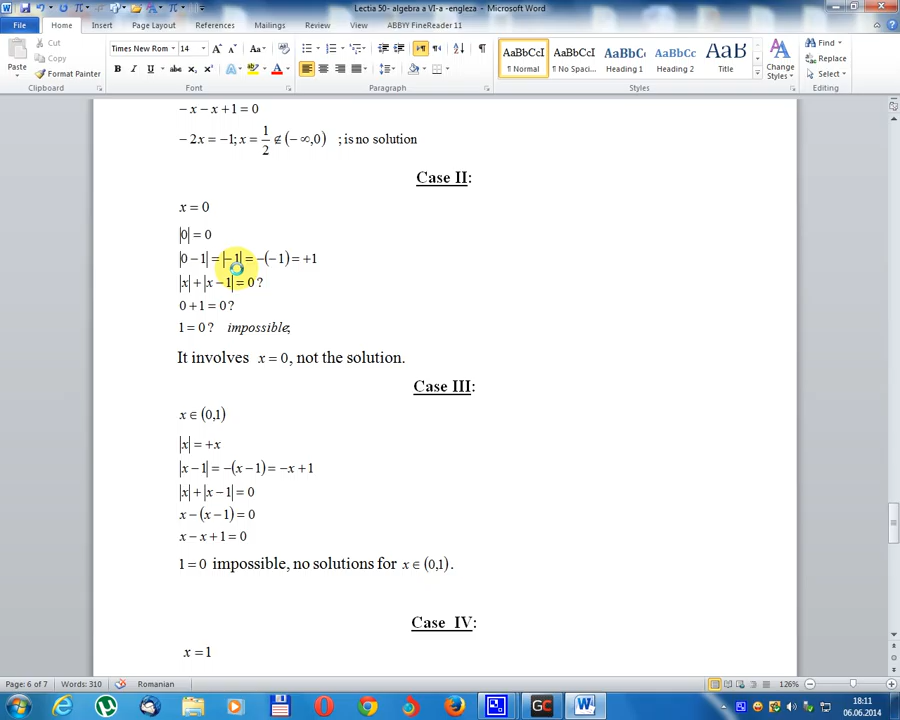 Lectia 50- algebra a VI-a -engleza - Microsoft Word
File Home Insert Page Layout References Mailings Review View ABBYY FineReader 11
Paste
Cut
Copy
Format Painter
Clipboard
Times New Rom 14
B I U abc x₂ x²
Font
Paragraph
AaBbCcI AaBbCcI AaBbC AaBbCc AaB
¶ Normal ¶ No Spaci... Heading 1 Heading 2 Title
Change Styles
Styles
Find
Replace
Select
Editing
− x − x + 1 = 0
− 2x = −1; x = 1/2 ∉ (− ∞,0) ; is no solution
Case II:
x = 0
|0| = 0
|0 − 1| = |−1| = −(−1) = +1
|x| + |x − 1| = 0 ?
0 + 1 = 0 ?
1 = 0 ? impossible;
It involves x = 0, not the solution.
Case III:
x ∈ (0,1)
|x| = +x
|x − 1| = −(x − 1) = −x + 1
|x| + |x − 1| = 0
x − (x − 1) = 0
x − x + 1 = 0
1 = 0 impossible, no solutions for x ∈ (0,1).
Case IV:
x = 1
Page: 6 of 7 Words: 310 Romanian 126%
18:11
06.06.2014